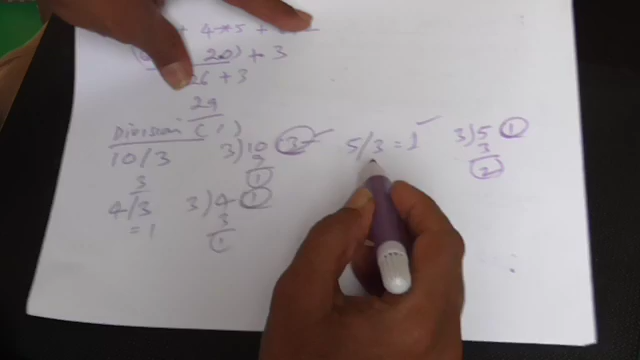 + 4*5 +
20) + 3
26 + 3
29
Division (/)
10/3 3)10 3 5/3 = 1 3)5 1
3 9 3
1 2
4/3 3)4 1
= 1 3
1